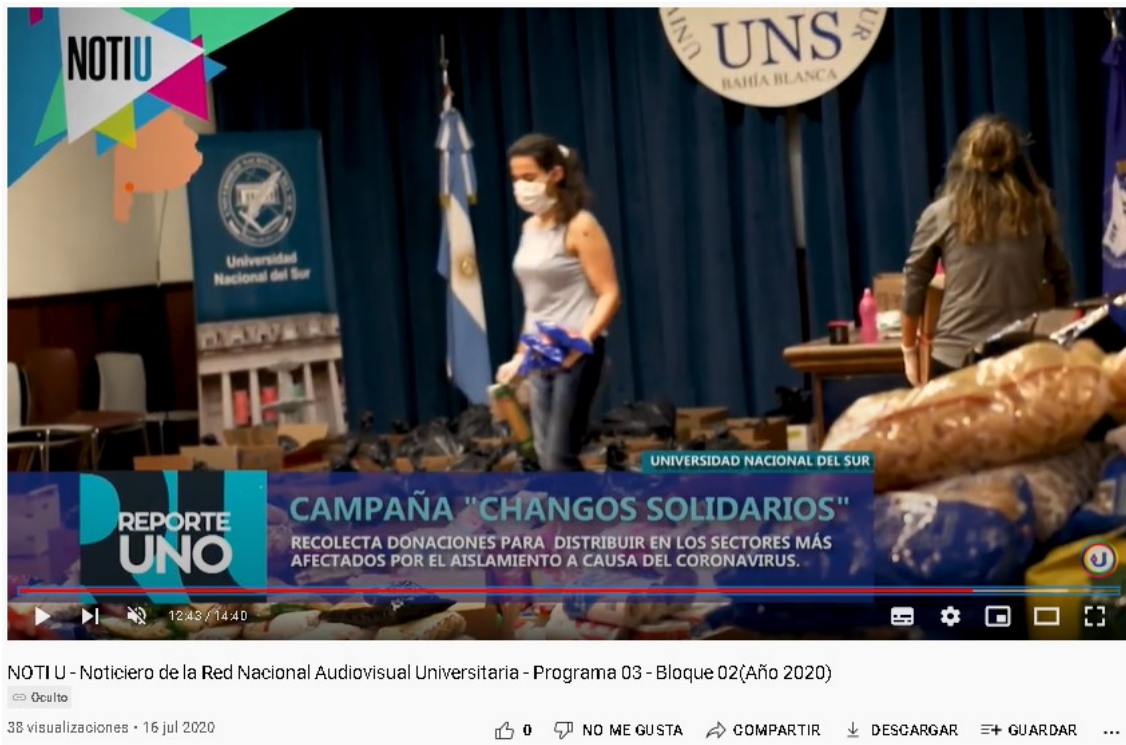 NOTIU
UNS
BAHÍA BLANCA
Universidad
Nacional del Sur
UNIVERSIDAD NACIONAL DEL SUR
REPORTE
UNO
CAMPAÑA "CHANGOS SOLIDARIOS"
RECOLECTA DONACIONES PARA DISTRIBUIR EN LOS SECTORES MÁS
AFECTADOS POR EL AISLAMIENTO A CAUSA DEL CORONAVIRUS.
12:43 / 14:40
NOTI U - Noticiero de la Red Nacional Audiovisual Universitaria - Programa 03 - Bloque 02(Año 2020)
Oculto
38 visualizaciones • 16 jul 2020
0 NO ME GUSTA COMPARTIR DESCARGAR GUARDAR ...